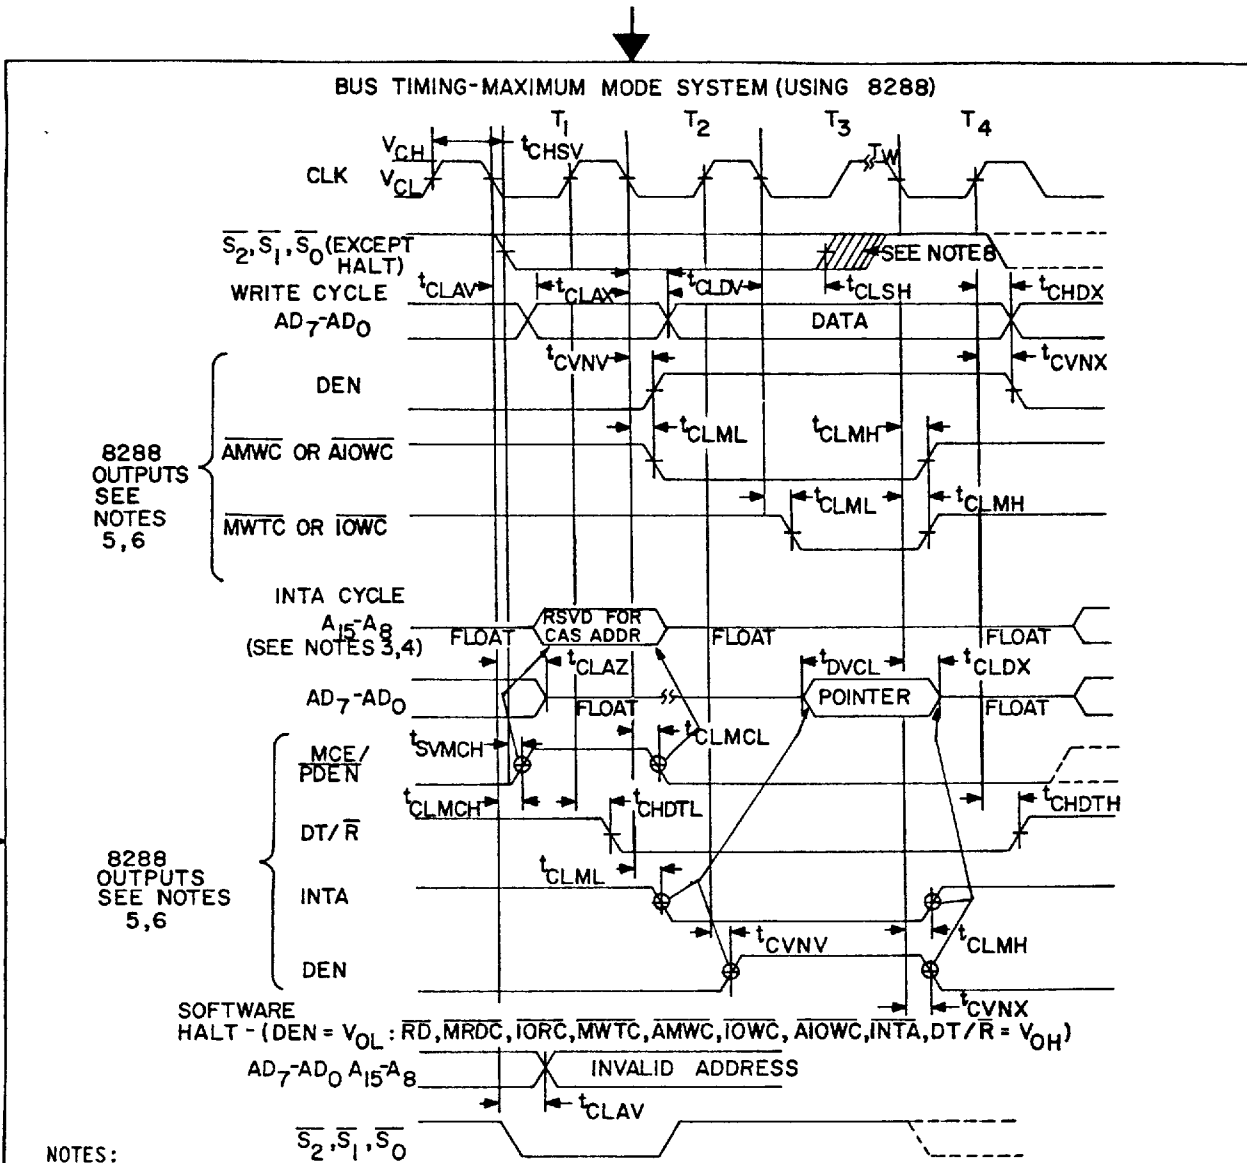 BUS TIMING-MAXIMUM MODE SYSTEM (USING 8288)
T1 T2 T3 T4
VCH tCHSV TW
CLK VCL
S2, S1, S0 (EXCEPT HALT) SEE NOTE 8
tCLAV tCLAX tCLDV tCLSH tCHDX
WRITE CYCLE
AD7-AD0 DATA
tCVNV tCVNX
DEN
tCLML tCLMH
8288 OUTPUTS SEE NOTES 5,6
AMWC OR AIOWC
tCLML tCLMH
MWTC OR IOWC
INTA CYCLE
A15-A8 FLOAT RSVD FOR CAS ADDR FLOAT FLOAT
(SEE NOTES 3,4)
tCLAZ tDVCL tCLDX
AD7-AD0 FLOAT POINTER FLOAT
tSVMCH tCLMCL
MCE/PDEN
tCLMCH tCHDTL tCHDTH
DT/R
8288 OUTPUTS SEE NOTES 5,6
tCLML
INTA
tCVNV tCLMH
DEN
tCVNX
SOFTWARE
HALT - (DEN = VOL : RD, MRDC, IORC, MWTC, AMWC, IOWC, AIOWC, INTA, DT/R = VOH)
AD7-AD0 A15-A8 INVALID ADDRESS
tCLAV
S2, S1, S0
NOTES: